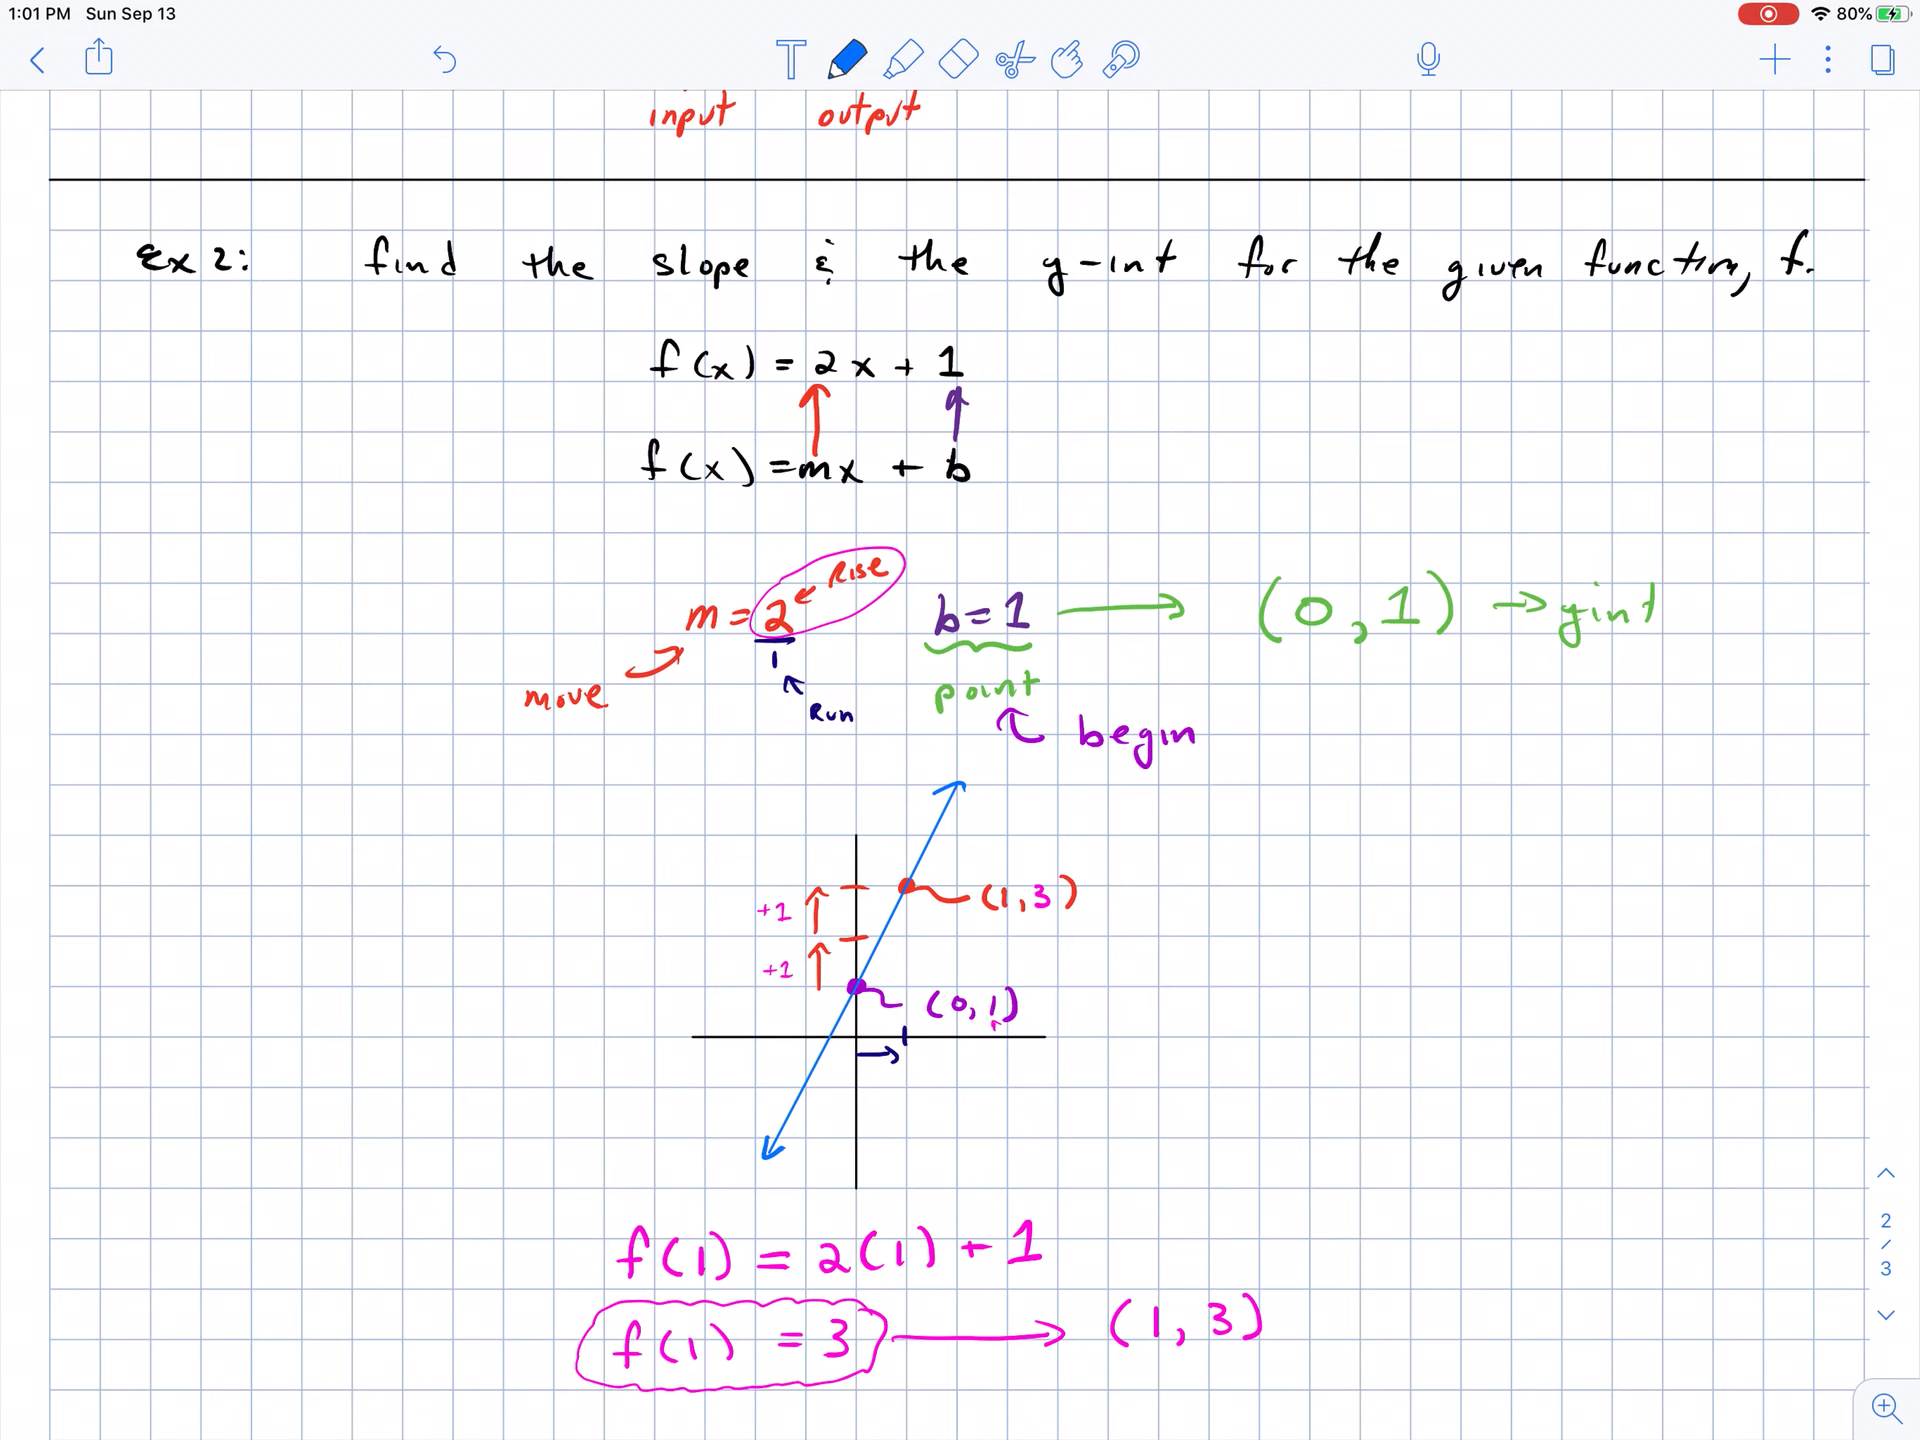 1:01 PM Sun Sep 13
80%
input output
Ex 2: find the slope & the y-int for the given function, f.
f(x) = 2x + 1
f(x) = mx + b
Rise
m = 2 b = 1 (0,1) → yint
1
move point
Run begin
(1,3)
+1
+1
(0,1)
f(1) = 2(1) + 1
f(1) = 3 (1,3)
2
/
3